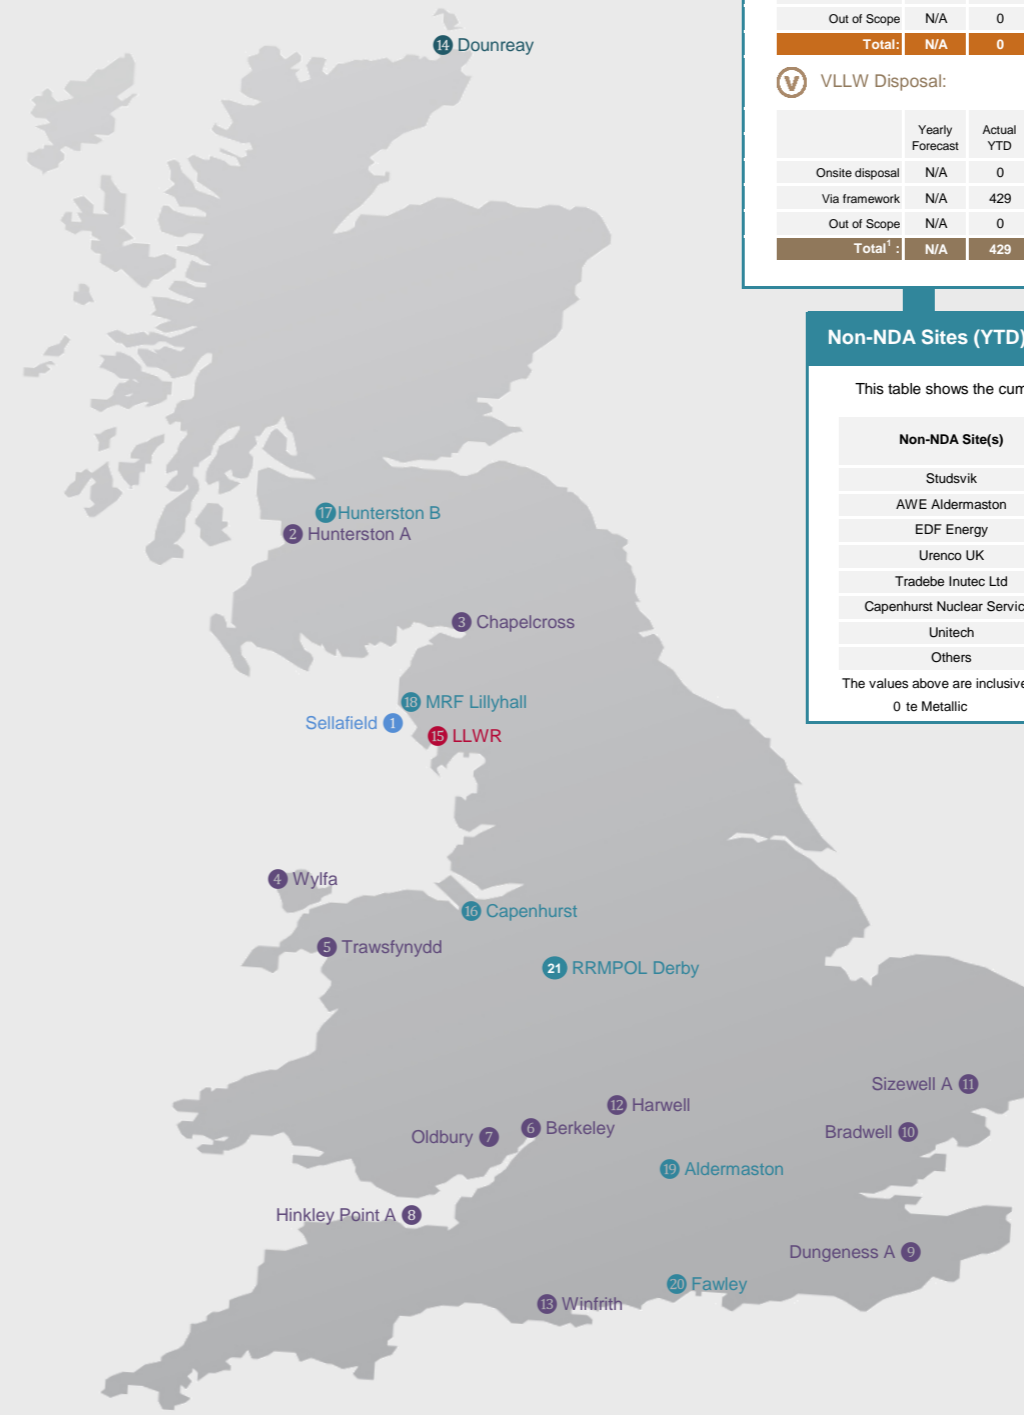 Out of Scope N/A 0
Total: N/A 0
V VLLW Disposal:
Yearly Forecast Actual YTD
Onsite disposal N/A 0
Via framework N/A 429
Out of Scope N/A 0
Total1 : N/A 429
Non-NDA Sites (YTD)
This table shows the cum
Non-NDA Site(s)
Studsvik
AWE Aldermaston
EDF Energy
Urenco UK
Tradebe Inutec Ltd
Capenhurst Nuclear Servic
Unitech
Others
The values above are inclusive
0 te Metallic
14 Dounreay
17 Hunterston B
2 Hunterston A
3 Chapelcross
18 MRF Lillyhall
Sellafield 1
15 LLWR
4 Wylfa
16 Capenhurst
5 Trawsfynydd
21 RRMPOL Derby
Sizewell A 11
12 Harwell
6 Berkeley
Bradwell 10
Oldbury 7
19 Aldermaston
Hinkley Point A 8
Dungeness A 9
20 Fawley
13 Winfrith